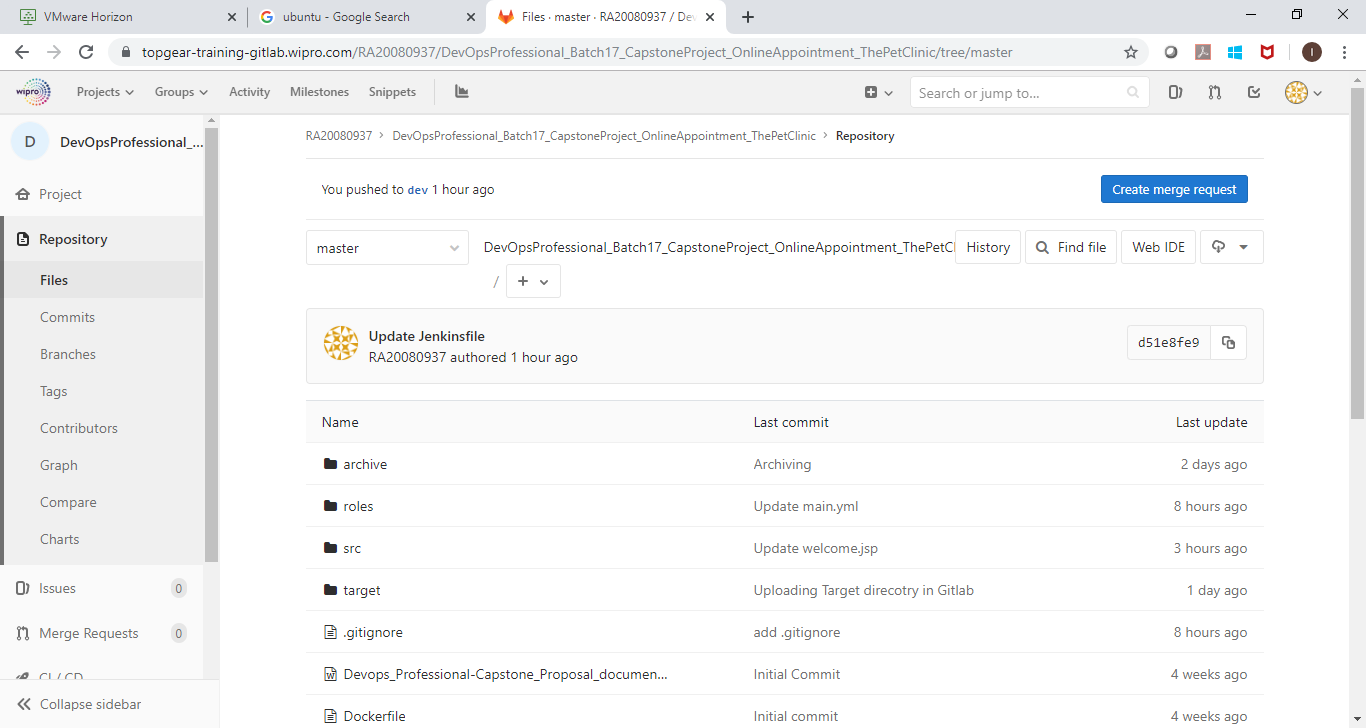 VMware Horizon
ubuntu - Google Search
Files · master · RA20080937 / Dev
topgear-training-gitlab.wipro.com/RA20080937/DevOpsProfessional_Batch17_CapstoneProject_OnlineAppointment_ThePetClinic/tree/master
I
wipro
Projects
Groups
Activity
Milestones
Snippets
Search or jump to...
D
DevOpsProfessional_...
RA20080937 › DevOpsProfessional_Batch17_CapstoneProject_OnlineAppointment_ThePetClinic › Repository
Project
You pushed to dev 1 hour ago
Create merge request
Repository
master
DevOpsProfessional_Batch17_CapstoneProject_OnlineAppointment_ThePetCl
History
Find file
Web IDE
/ +
Files
Commits
Branches
Tags
Contributors
Graph
Compare
Charts
Issues 0
Merge Requests 0
CI / CD
Collapse sidebar
Update Jenkinsfile
RA20080937 authored 1 hour ago
d51e8fe9
Name Last commit Last update
archive Archiving 2 days ago
roles Update main.yml 8 hours ago
src Update welcome.jsp 3 hours ago
target Uploading Target direcotry in Gitlab 1 day ago
.gitignore add .gitignore 8 hours ago
Devops_Professional-Capstone_Proposal_documen... Initial Commit 4 weeks ago
Dockerfile Initial commit 4 weeks ago